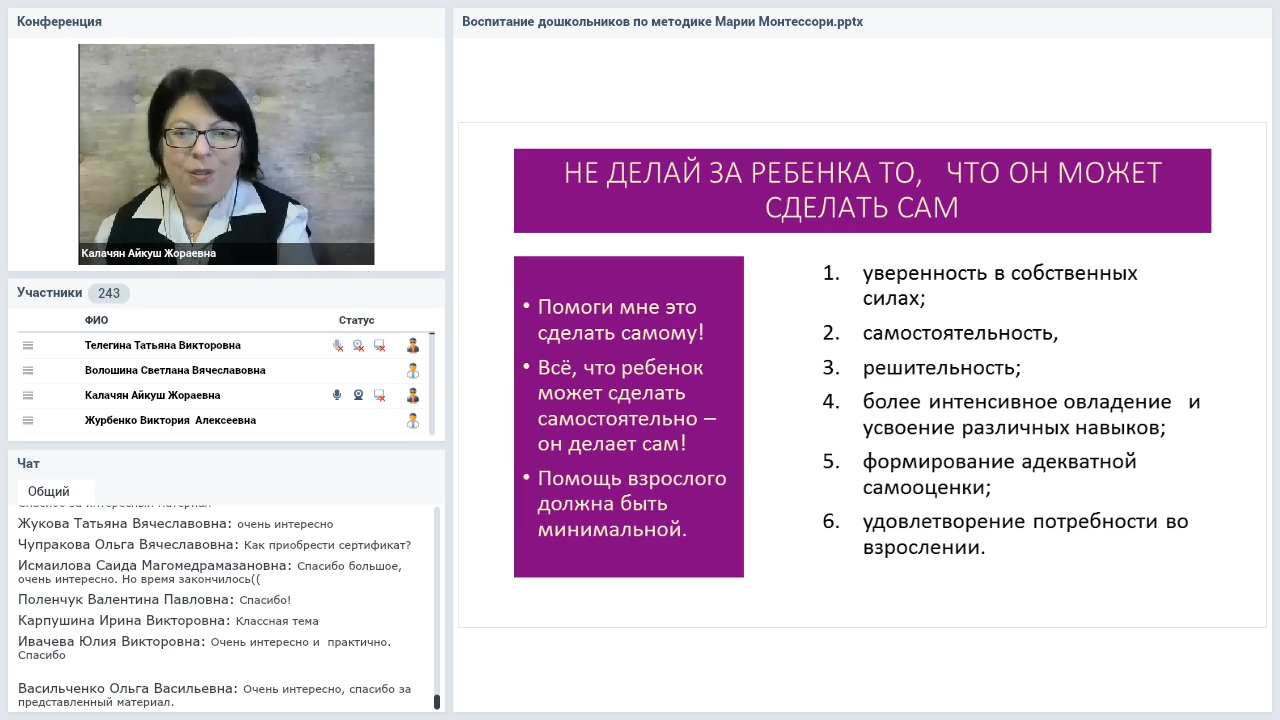 Конференция
Калачян Айкуш Жораевна
Участники 243
ФИО Статус
Телегина Татьяна Викторовна
Волошина Светлана Вячеславовна
Калачян Айкуш Жораевна
Журбенко Виктория Алексеевна
Чат
Общий
Спасибо за интересный материал
Жукова Татьяна Вячеславовна: очень интересно
Чупракова Ольга Вячеславовна: Как приобрести сертификат?
Исмаилова Саида Магомедрамазановна: Спасибо большое,
очень интересно. Но время закончилось((
Поленчук Валентина Павловна: Спасибо!
Карпушина Ирина Викторовна: Классная тема
Ивачева Юлия Викторовна: Очень интересно и практично.
Спасибо
Васильченко Ольга Васильевна: Очень интересно, спасибо за
представленный материал.
Воспитание дошкольников по методике Марии Монтессори.pptx
НЕ ДЕЛАЙ ЗА РЕБЕНКА ТО, ЧТО ОН МОЖЕТ
СДЕЛАТЬ САМ
• Помоги мне это
сделать самому!
• Всё, что ребенок
может сделать
самостоятельно –
он делает сам!
• Помощь взрослого
должна быть
минимальной.
1. уверенность в собственных
силах;
2. самостоятельность,
3. решительность;
4. более интенсивное овладение и
усвоение различных навыков;
5. формирование адекватной
самооценки;
6. удовлетворение потребности во
взрослении.